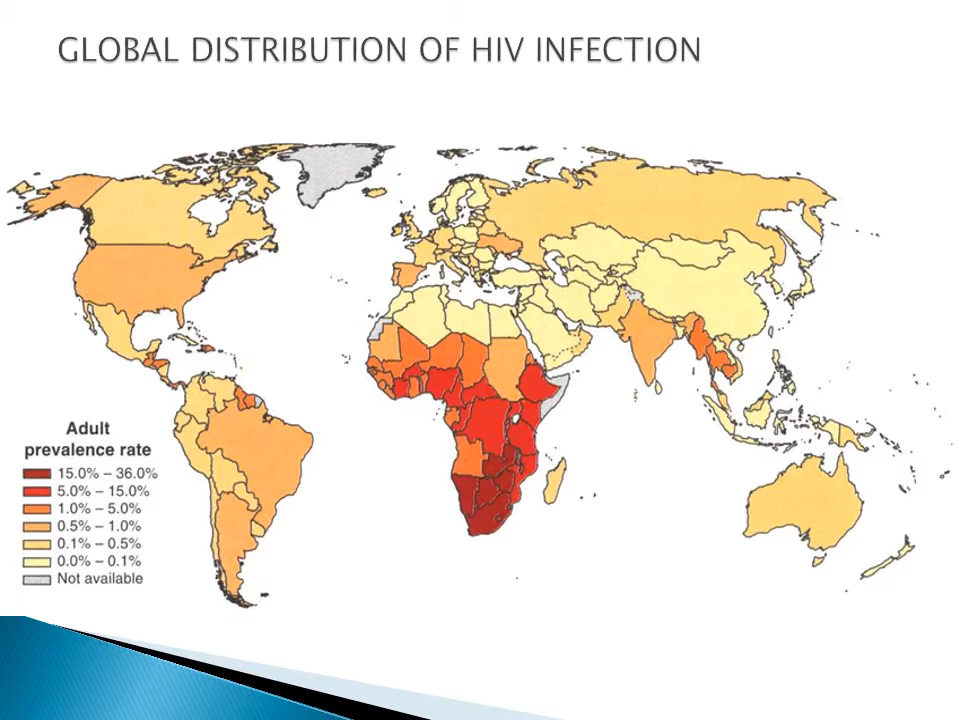 GLOBAL DISTRIBUTION OF HIV INFECTION
Adult
prevalence rate
15.0% – 36.0%
5.0% – 15.0%
1.0% – 5.0%
0.5% – 1.0%
0.1% – 0.5%
0.0% – 0.1%
Not available